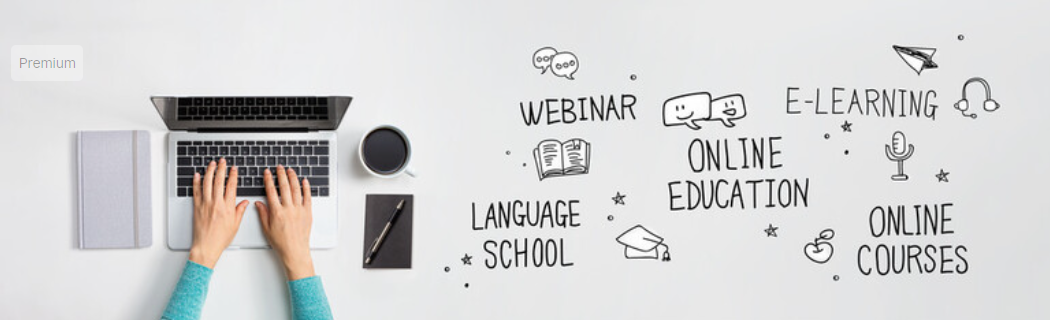 Premium
WEBINAR
E-LEARNING
ONLINE
EDUCATION
LANGUAGE
SCHOOL
ONLINE
COURSES